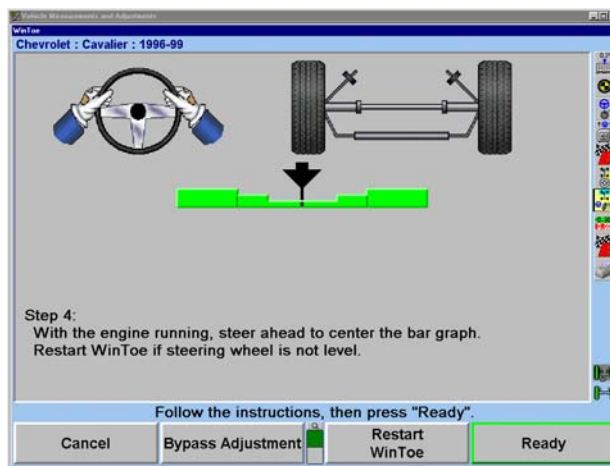 Vehicle Measurements and Adjustments
WinToe
Chevrolet : Cavalier : 1996-99
Step 4:
With the engine running, steer ahead to center the bar graph.
Restart WinToe if steering wheel is not level.
Follow the instructions, then press "Ready".
Cancel
Bypass Adjustment
Restart
WinToe
Ready